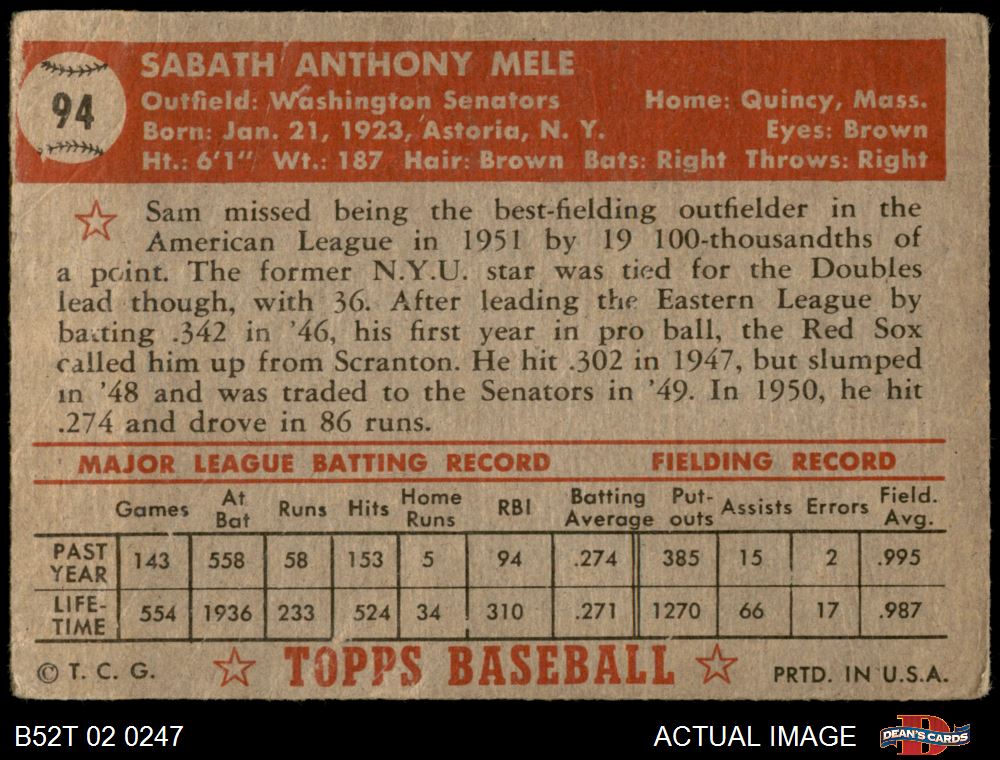 94
SABATH ANTHONY MELE
Outfield: Washington Senators Home: Quincy, Mass.
Born: Jan. 21, 1923, Astoria, N. Y. Eyes: Brown
Ht.: 6'1" Wt.: 187 Hair: Brown Bats: Right Throws: Right
Sam missed being the best-fielding outfielder in the
American League in 1951 by 19 100-thousandths of
a point. The former N.Y.U. star was tied for the Doubles
lead though, with 36. After leading the Eastern League by
batting .342 in '46, his first year in pro ball, the Red Sox
called him up from Scranton. He hit .302 in 1947, but slumped
in '48 and was traded to the Senators in '49. In 1950, he hit
.274 and drove in 86 runs.
MAJOR LEAGUE BATTING RECORD FIELDING RECORD
Games At Bat Runs Hits Home Runs RBI Batting Average Put-outs Assists Errors Field. Avg.
PAST YEAR 143 558 58 153 5 94 .274 385 15 2 .995
LIFE-TIME 554 1936 233 524 34 310 .271 1270 66 17 .987
© T. C. G. TOPPS BASEBALL PRTD. IN U.S.A.
B52T 02 0247 ACTUAL IMAGE D DEAN'S CARDS